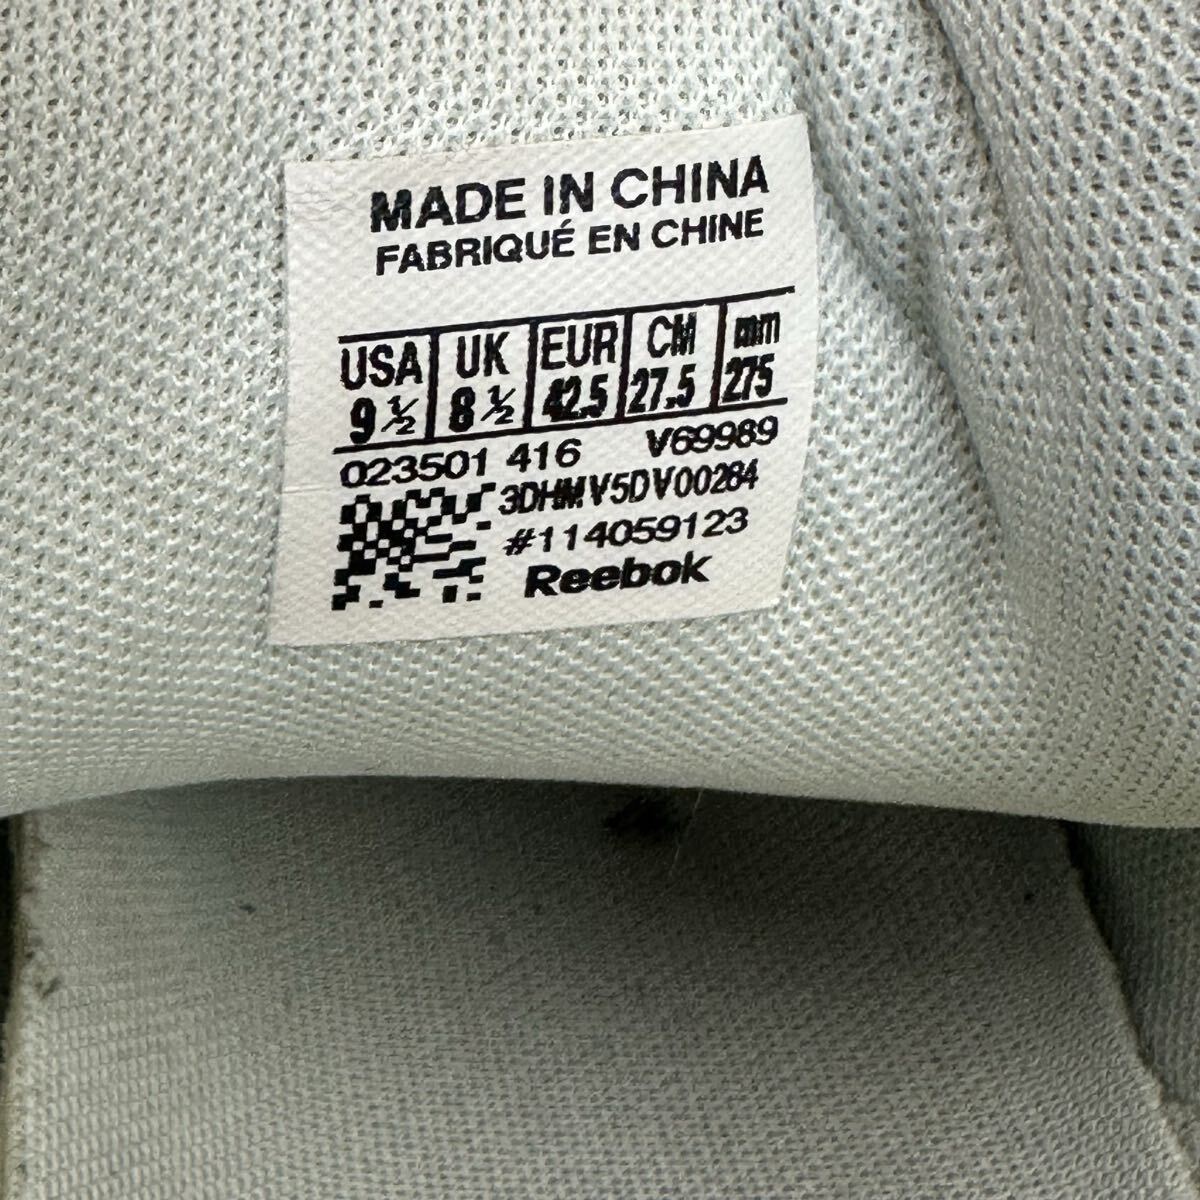 MADE IN CHINA
FABRIQUÉ EN CHINE
USA UK EUR CM mm
9 ½ 8 ½ 42.5 27.5 275
023501 416 V69989
3DHMV5DV00284
#114059123
Reebok